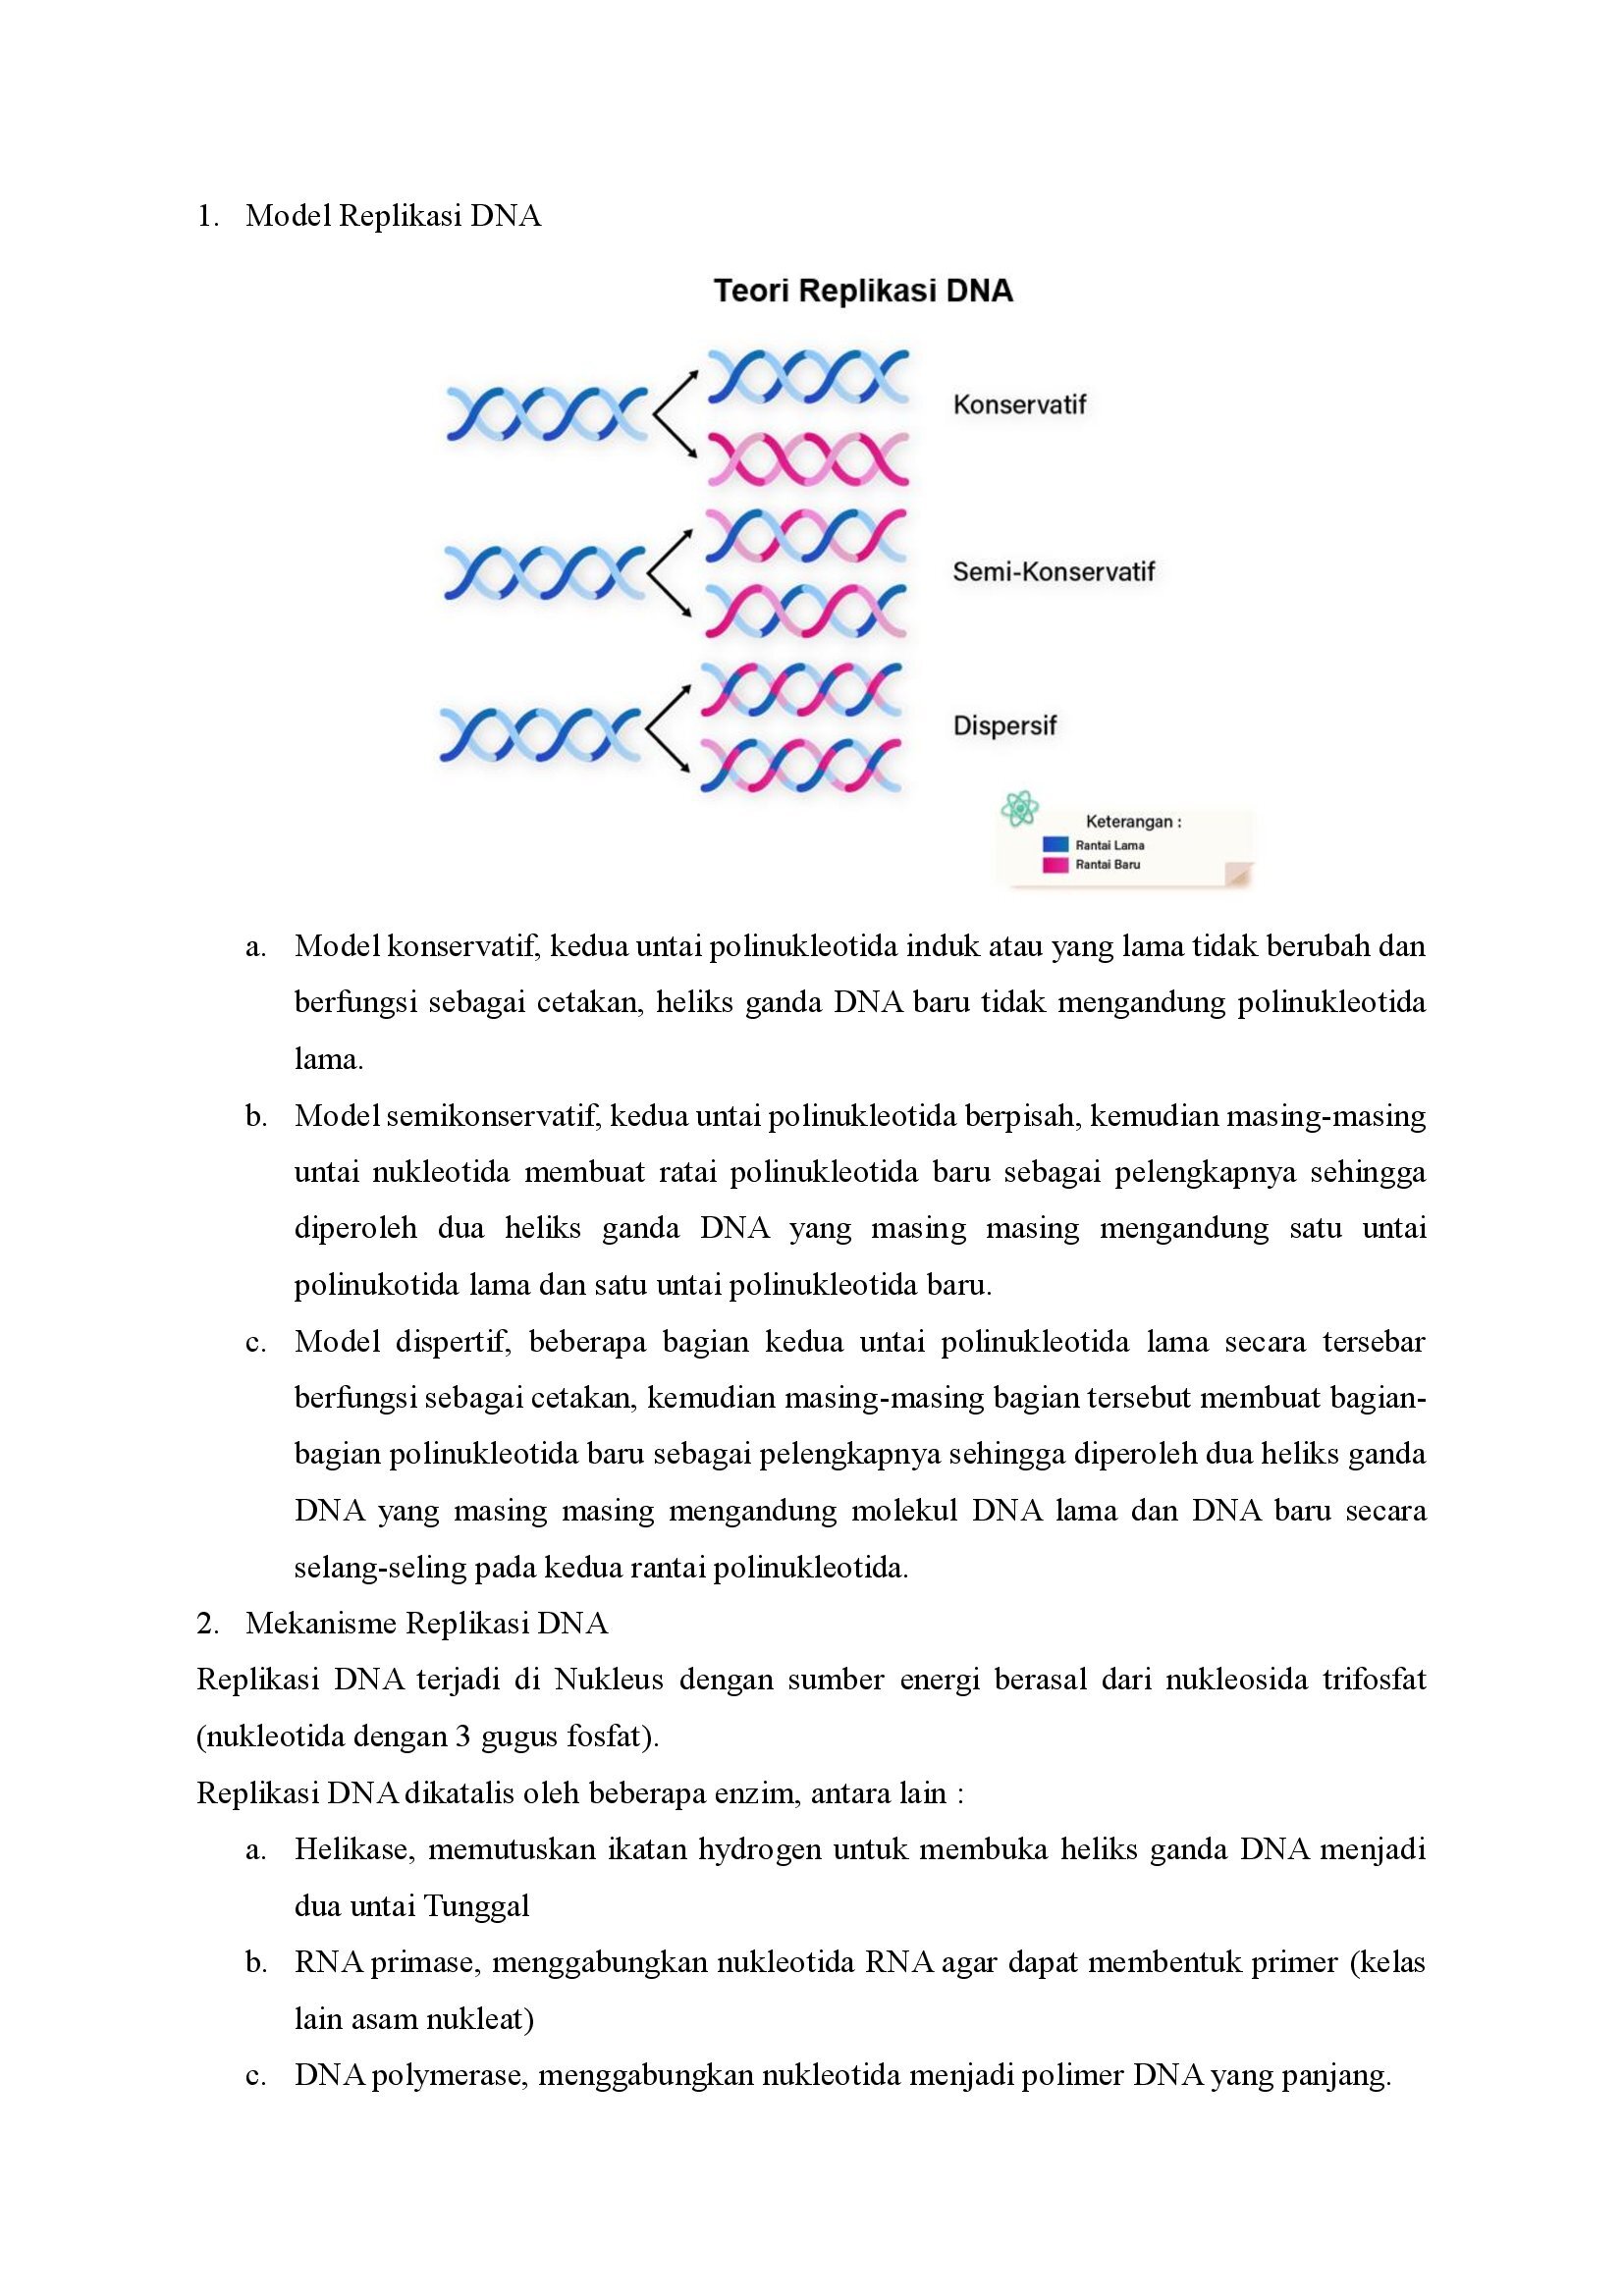 1. Model Replikasi DNA
Teori Replikasi DNA
Konservatif
Semi-Konservatif
Dispersif
Keterangan :
Rantai Lama
Rantai Baru
a. Model konservatif, kedua untai polinukleotida induk atau yang lama tidak berubah dan
berfungsi sebagai cetakan, heliks ganda DNA baru tidak mengandung polinukleotida
lama.
b. Model semikonservatif, kedua untai polinukleotida berpisah, kemudian masing-masing
untai nukleotida membuat ratai polinukleotida baru sebagai pelengkapnya sehingga
diperoleh dua heliks ganda DNA yang masing masing mengandung satu untai
polinukotida lama dan satu untai polinukleotida baru.
c. Model dispertif, beberapa bagian kedua untai polinukleotida lama secara tersebar
berfungsi sebagai cetakan, kemudian masing-masing bagian tersebut membuat bagian-
bagian polinukleotida baru sebagai pelengkapnya sehingga diperoleh dua heliks ganda
DNA yang masing masing mengandung molekul DNA lama dan DNA baru secara
selang-seling pada kedua rantai polinukleotida.
2. Mekanisme Replikasi DNA
Replikasi DNA terjadi di Nukleus dengan sumber energi berasal dari nukleosida trifosfat
(nukleotida dengan 3 gugus fosfat).
Replikasi DNA dikatalis oleh beberapa enzim, antara lain :
a. Helikase, memutuskan ikatan hydrogen untuk membuka heliks ganda DNA menjadi
dua untai Tunggal
b. RNA primase, menggabungkan nukleotida RNA agar dapat membentuk primer (kelas
lain asam nukleat)
c. DNA polymerase, menggabungkan nukleotida menjadi polimer DNA yang panjang.